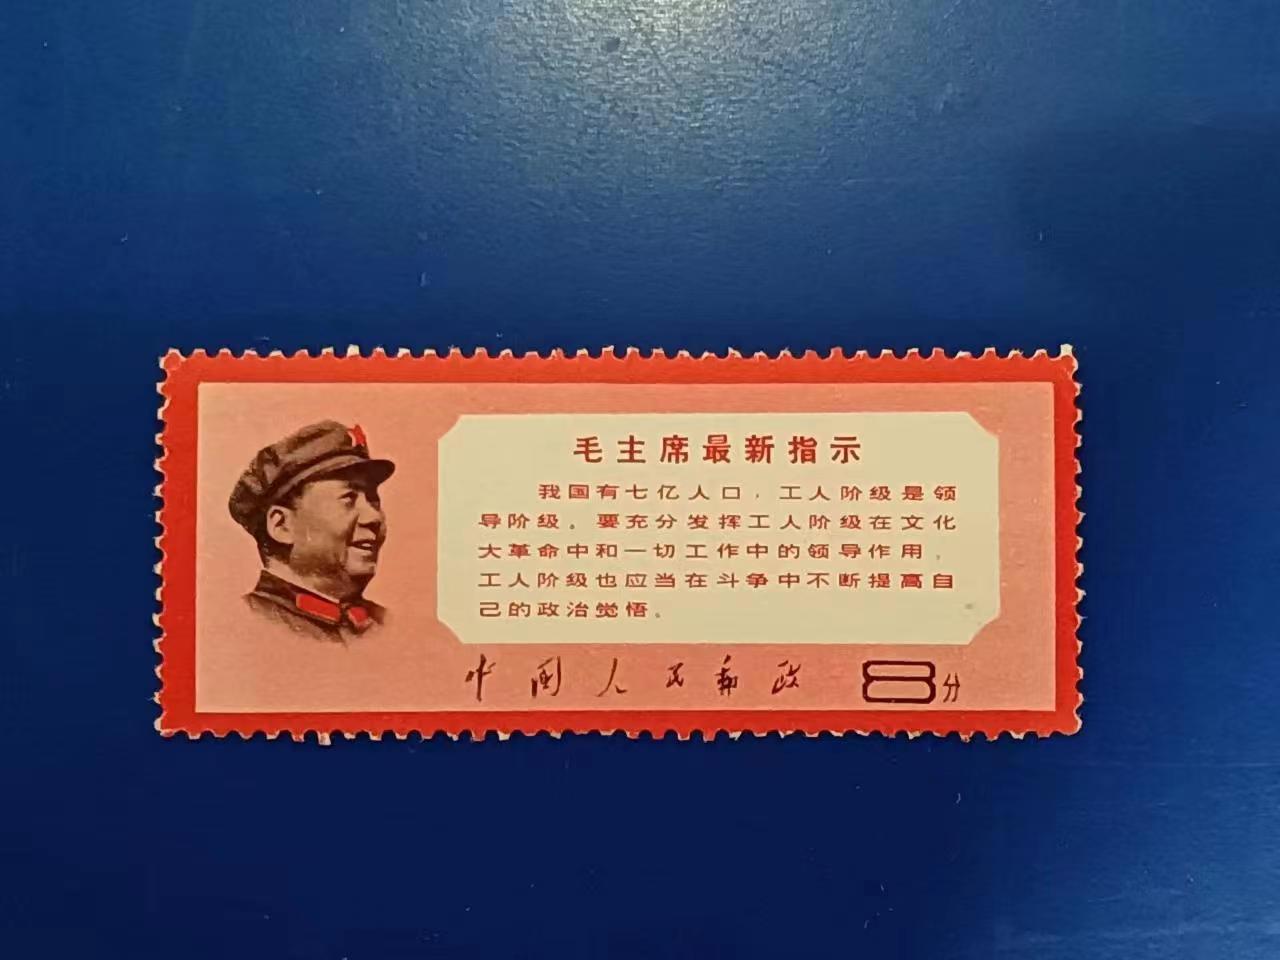 毛主席最新指示
我国有七亿人口，工人阶级是领
导阶级。要充分发挥工人阶级在文化
大革命中和一切工作中的领导作用，
工人阶级也应当在斗争中不断提高自
己的政治觉悟。
中国人民邮政 8分